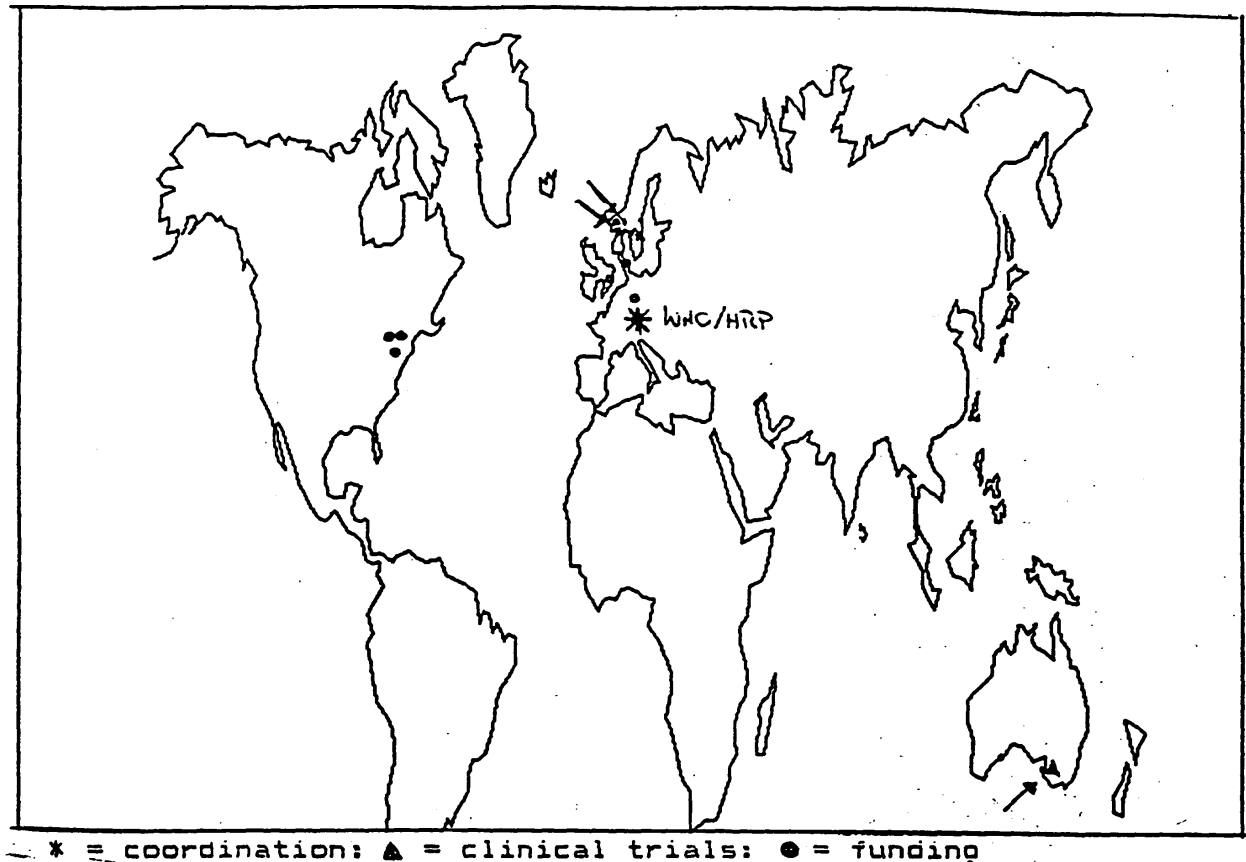 WHO/HRP
* = coordination: ▲ = clinical trials: ● = funding